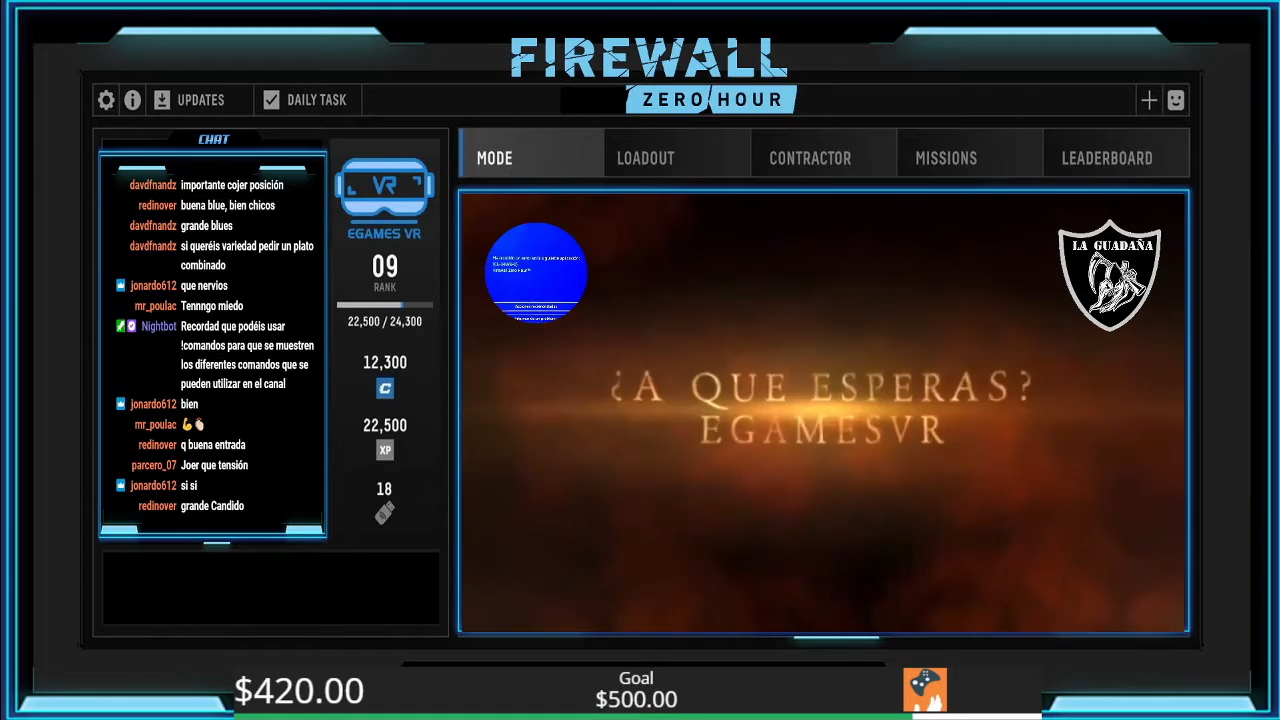 FIREWALL
ZERO HOUR
UPDATES
DAILY TASK
CHAT
davdfnandz importante cojer posición
redinover buena blue, bien chicos
davdfnandz grande blues
davdfnandz si queréis variedad pedir un plato
combinado
jonardo612 que nervios
mr_poulac Tennngo miedo
Nightbot Recordad que podéis usar
!comandos para que se muestren
los diferentes comandos que se
pueden utilizar en el canal
jonardo612 bien
mr_poulac
redinover q buena entrada
parcero_07 Joer que tensión
jonardo612 si si
redinover grande Candido
VR
EGAMES VR
09
RANK
22,500 / 24,300
12,300
C
22,500
XP
18
MODE
LOADOUT
CONTRACTOR
MISSIONS
LEADERBOARD
LA GUADAÑA
¿A QUE ESPERAS?
EGAMESVR
$420.00
Goal
$500.00